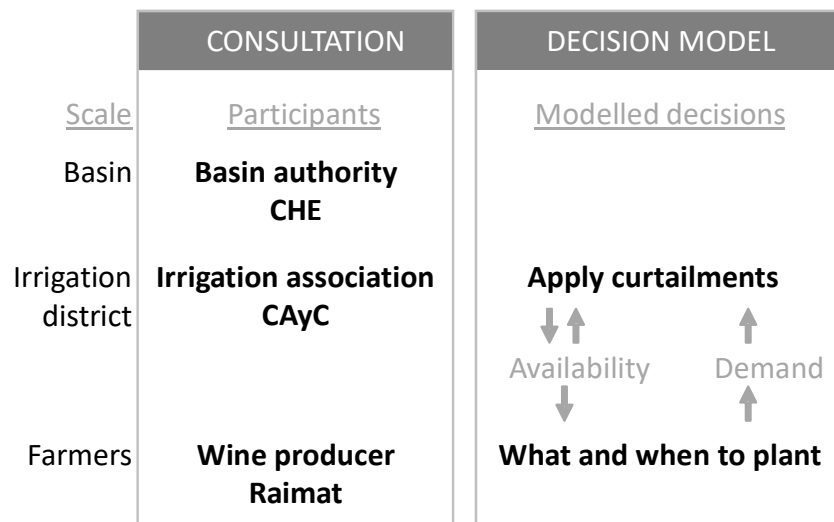 CONSULTATION DECISION MODEL
Scale Participants Modelled decisions
Basin Basin authority
CHE
Irrigation Irrigation association Apply curtailments
district CAyC
Availability Demand
Farmers Wine producer What and when to plant
Raimat